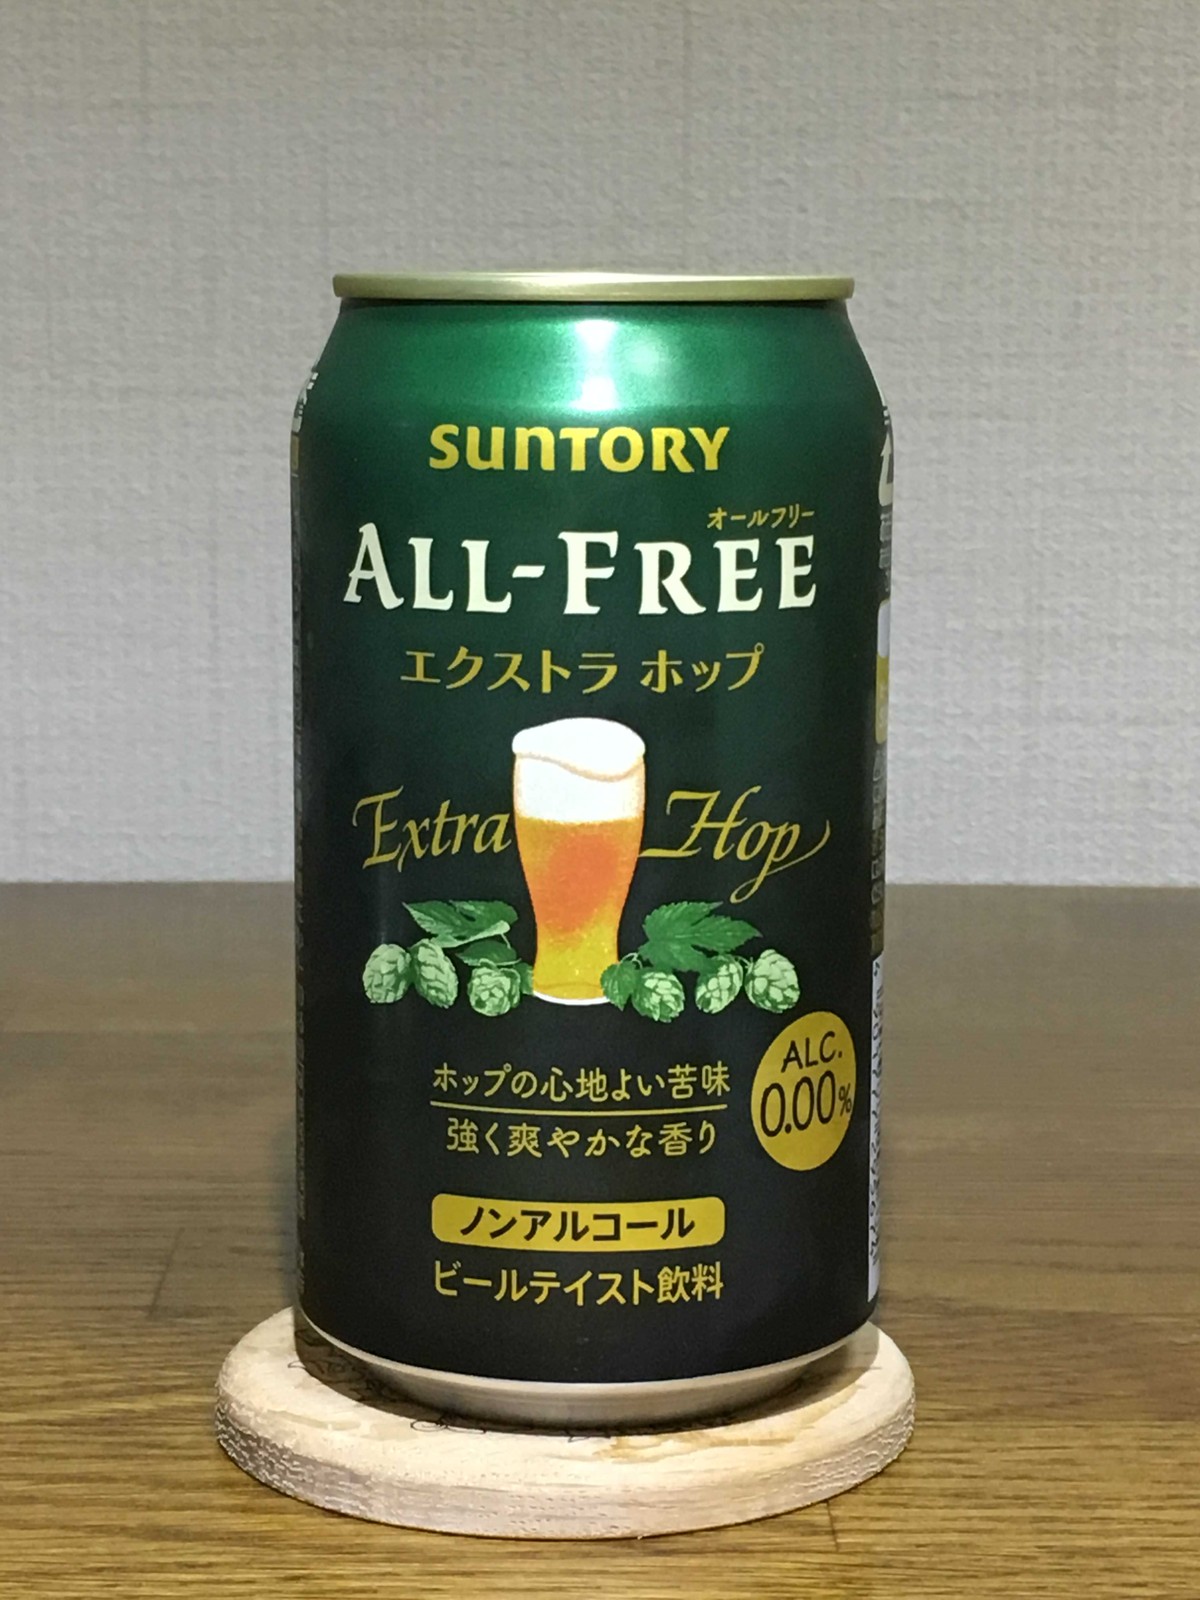 SUNTORY
オールフリー
ALL-FREE
エクストラ ホップ
Extra Hop
ALC.
0.00%
ホップの心地よい苦味
強く爽やかな香り
ノンアルコール
ビールテイスト飲料